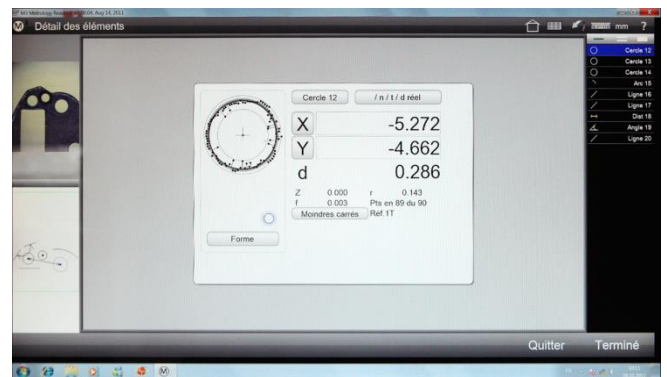 Détail des éléments
mm ?
Cercle 12
Cercle 13
Cercle 14
Arc 15
Ligne 16
Ligne 17
Dist 18
Angle 19
Ligne 20
Cercle 12 / n / t / d réel
X -5.272
Y -4.662
d 0.286
Z 0.000 r 0.143
f 0.003 Pts en 89 du 90
Moindres carrés Réf.1T
Forme
Quitter Terminé